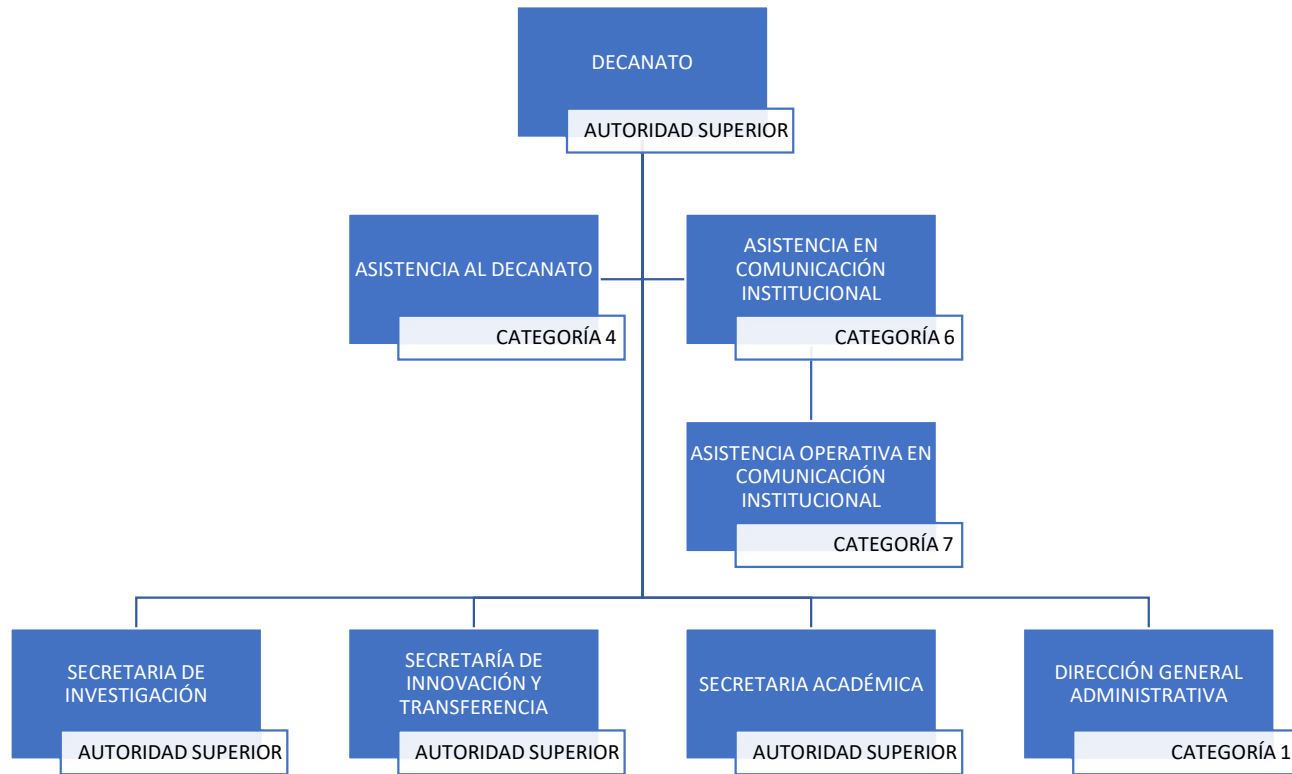 DECANATO
AUTORIDAD SUPERIOR
ASISTENCIA AL DECANATO
CATEGORÍA 4
ASISTENCIA EN
COMUNICACIÓN
INSTITUCIONAL
CATEGORÍA 6
ASISTENCIA OPERATIVA EN
COMUNICACIÓN
INSTITUCIONAL
CATEGORÍA 7
SECRETARIA DE
INVESTIGACIÓN
AUTORIDAD SUPERIOR
SECRETARÍA DE
INNOVACIÓN Y
TRANSFERENCIA
AUTORIDAD SUPERIOR
SECRETARIA ACADÉMICA
AUTORIDAD SUPERIOR
DIRECCIÓN GENERAL
ADMINISTRATIVA
CATEGORÍA 1